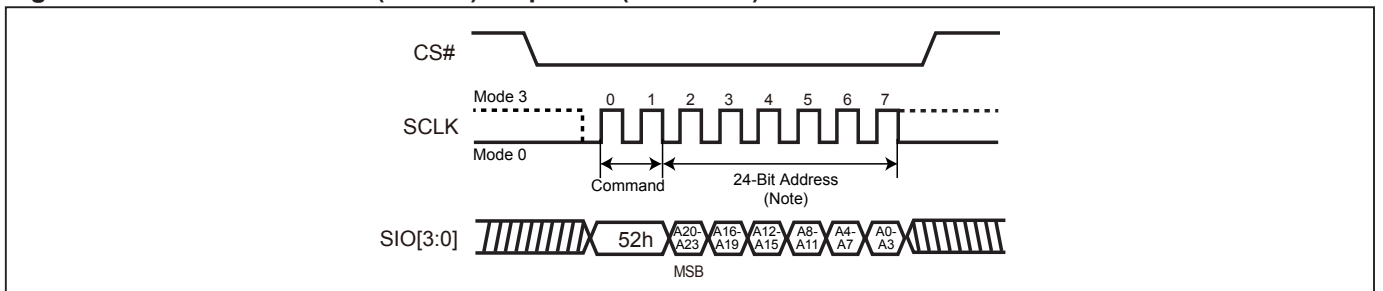 CS#
Mode 3
0 1 2 3 4 5 6 7
SCLK
Mode 0
Command
24-Bit Address
(Note)
SIO[3:0]
52h
A20-
A23
A16-
A19
A12-
A15
A8-
A11
A4-
A7
A0-
A3
MSB